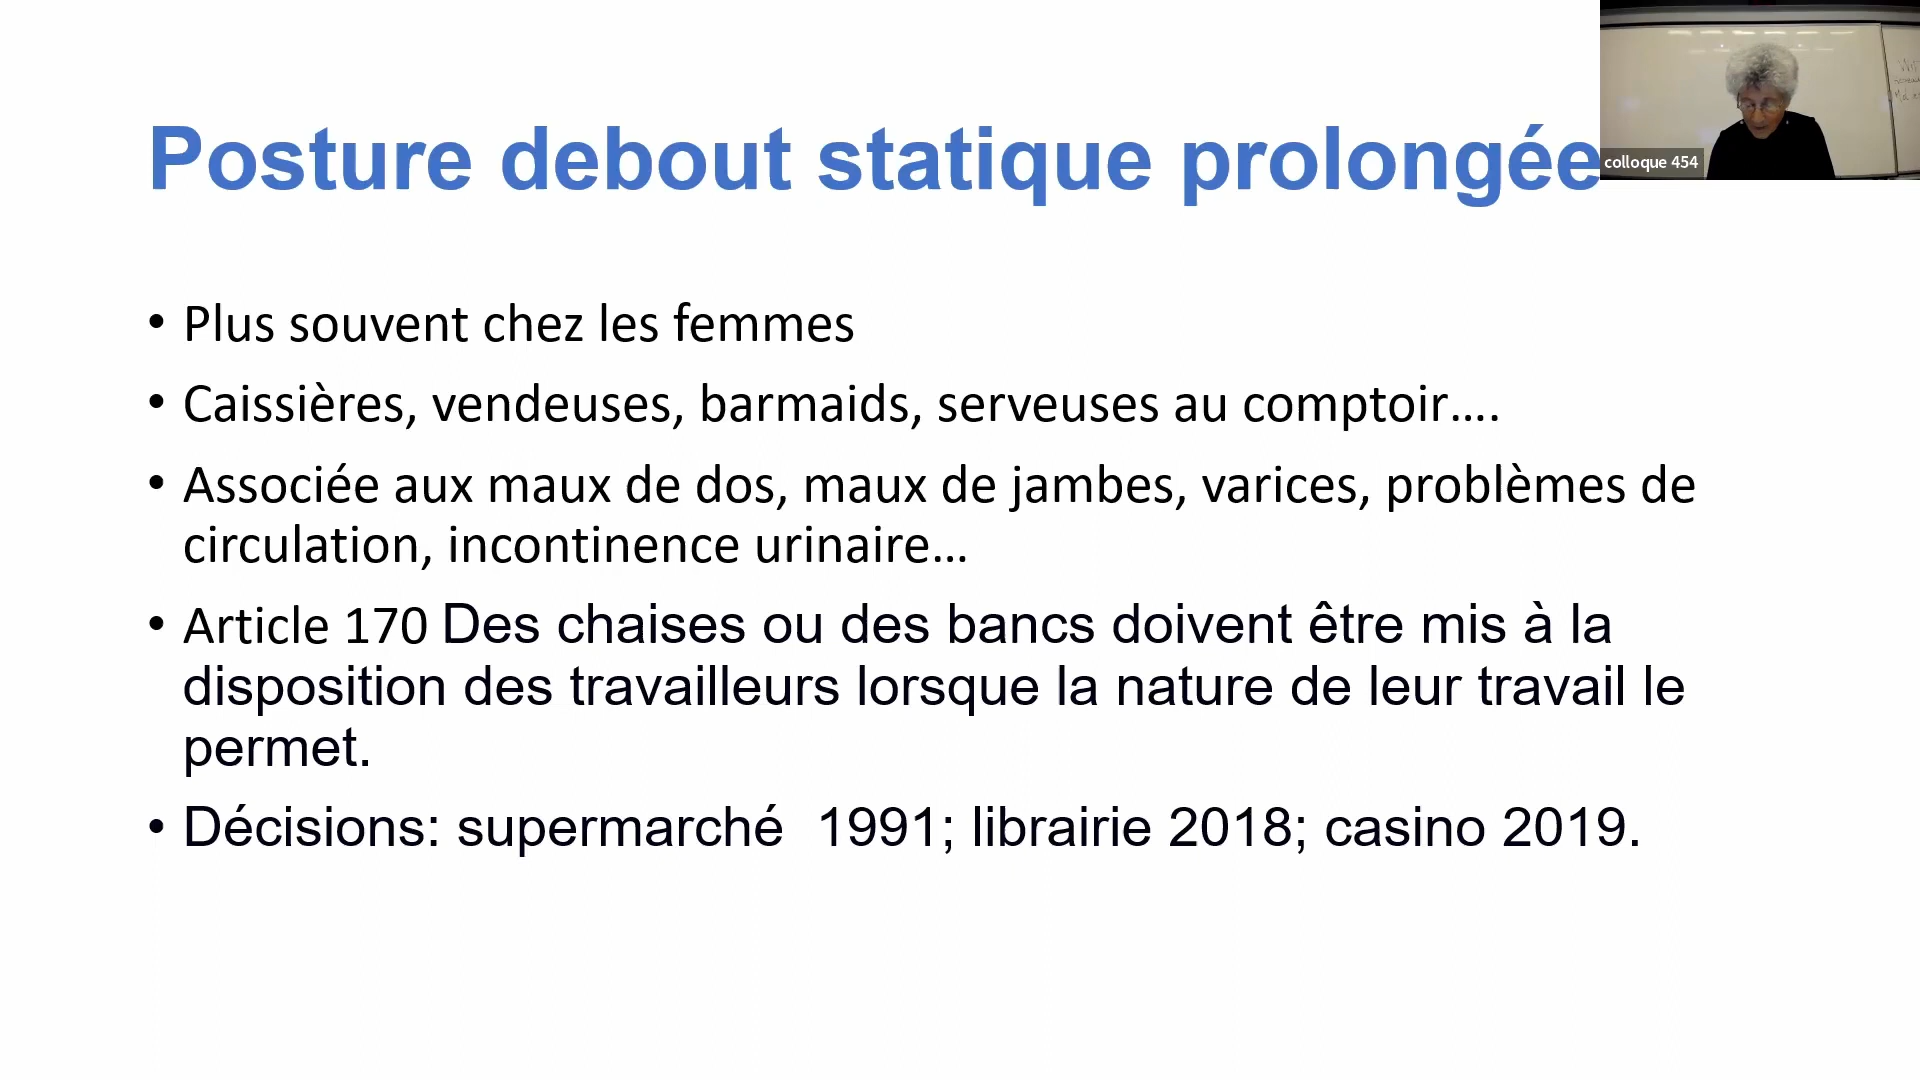 Posture debout statique prolongée
colloque 454
• Plus souvent chez les femmes
• Caissières, vendeuses, barmaids, serveuses au comptoir….
• Associée aux maux de dos, maux de jambes, varices, problèmes de
circulation, incontinence urinaire…
• Article 170 Des chaises ou des bancs doivent être mis à la
disposition des travailleurs lorsque la nature de leur travail le
permet.
• Décisions: supermarché  1991; librairie 2018; casino 2019.